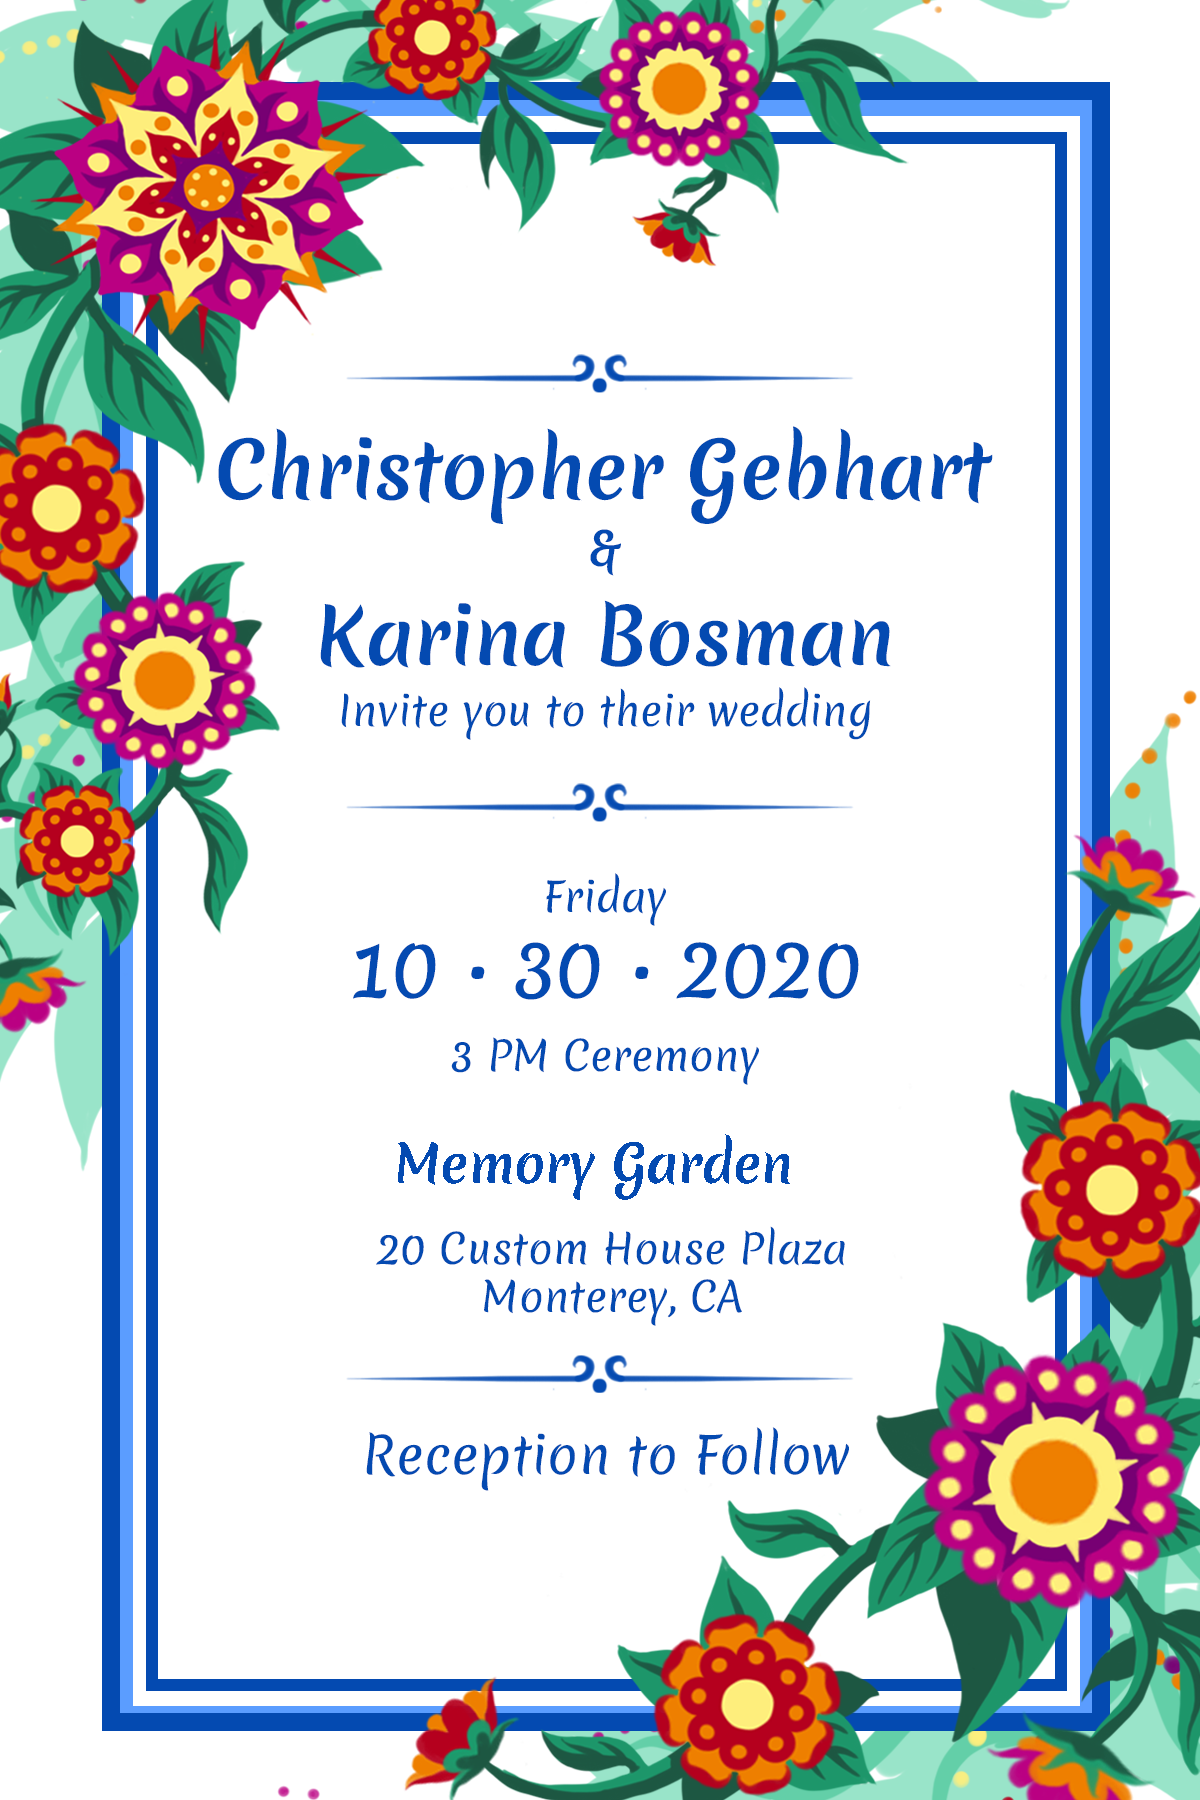 Christopher Gebhart
&
Karina Bosman
Invite you to their wedding
Friday
10 • 30 • 2020
3 PM Ceremony
Memory Garden
20 Custom House Plaza
Monterey, CA
Reception to Follow